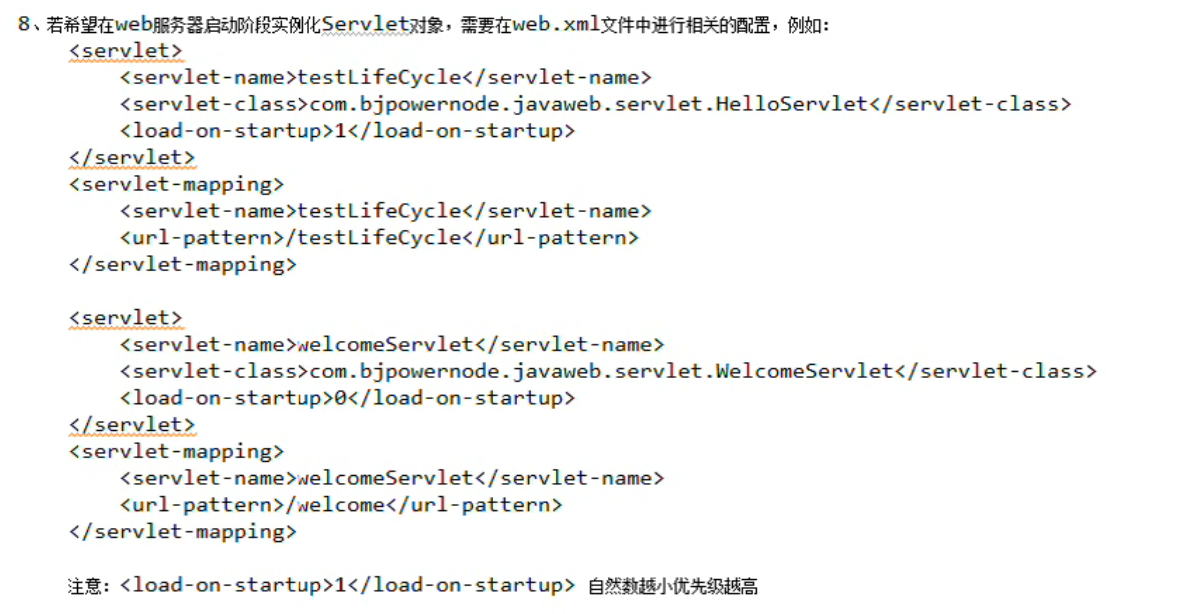 8、若希望在web服务器启动阶段实例化Servlet对象，需要在web.xml文件中进行相关的配置，例如：
<servlet>
<servlet-name>testLifeCycle</servlet-name>
<servlet-class>com.bjpowernode.javaweb.servlet.HelloServlet</servlet-class>
<load-on-startup>1</load-on-startup>
</servlet>
<servlet-mapping>
<servlet-name>testLifeCycle</servlet-name>
<url-pattern>/testLifeCycle</url-pattern>
</servlet-mapping>
<servlet>
<servlet-name>welcomeServlet</servlet-name>
<servlet-class>com.bjpowernode.javaweb.servlet.WelcomeServlet</servlet-class>
<load-on-startup>0</load-on-startup>
</servlet>
<servlet-mapping>
<servlet-name>welcomeServlet</servlet-name>
<url-pattern>/welcome</url-pattern>
</servlet-mapping>
注意：<load-on-startup>1</load-on-startup> 自然数越小优先级越高